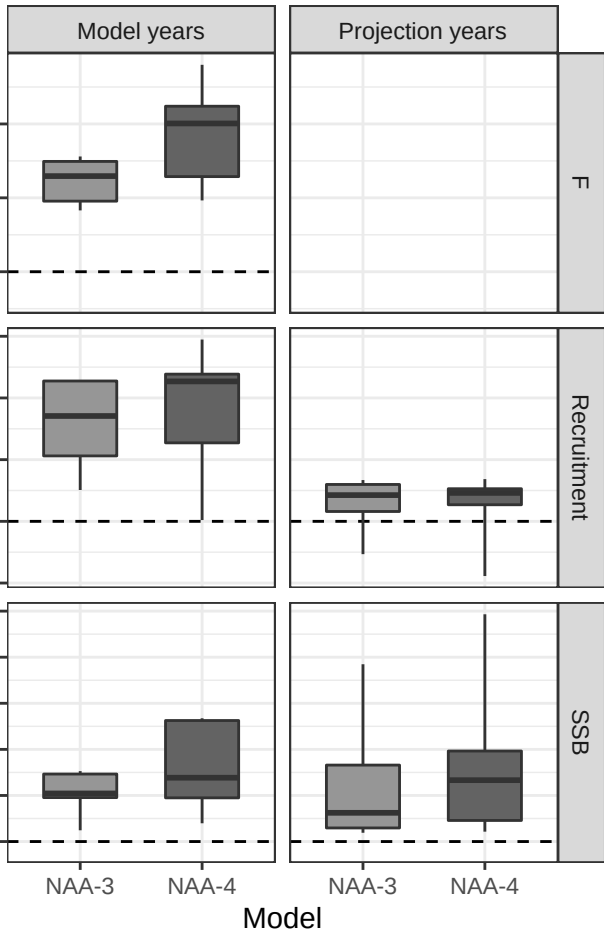 Model years
Projection years
F
Recruitment
SSB
NAA-3 NAA-4 NAA-3 NAA-4
Model